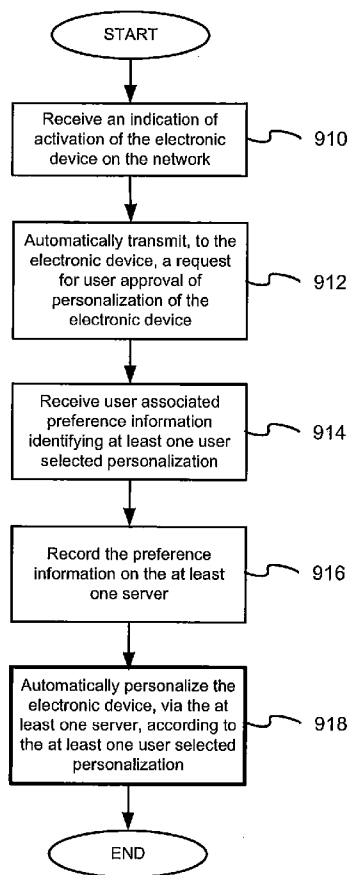 START
Receive an indication of
activation of the electronic
device on the network
910
Automatically transmit, to the
electronic device, a request
for user approval of
personalization of the
electronic device
912
Receive user associated
preference information
identifying at least one user
selected personalization
914
Record the preference
information on the at least
one server
916
Automatically personalize the
electronic device, via the at
least one server, according to
the at least one user selected
personalization
918
END